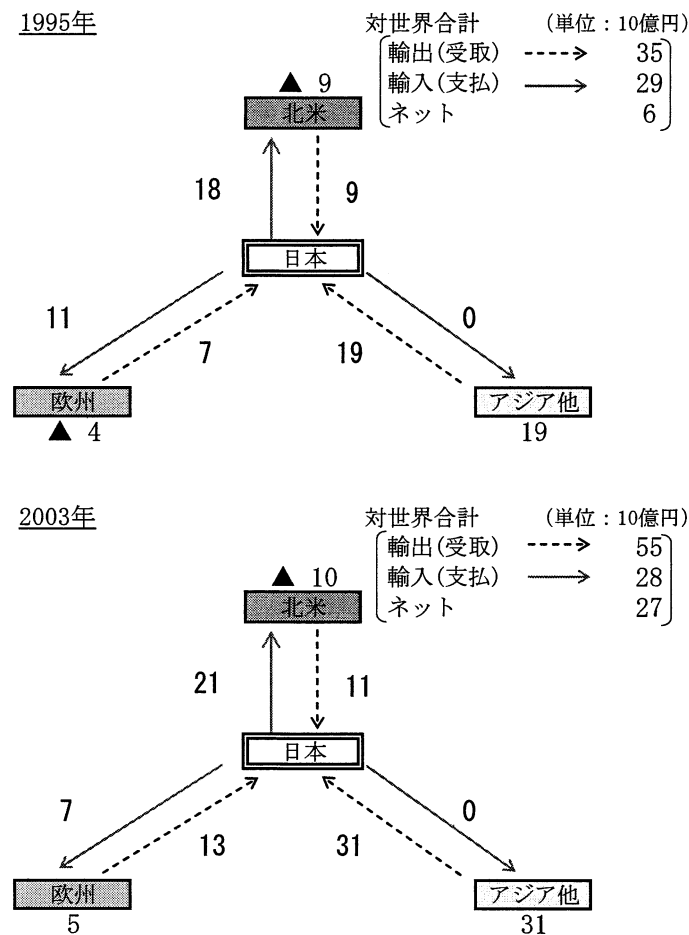 1995年
対世界合計 (単位：10億円)
輸出(受取) 35
輸入(支払) 29
ネット 6
▲ 9
北米
18 9
日本
11 7 19 0
欧州 アジア他
▲ 4 19
2003年
対世界合計 (単位：10億円)
輸出(受取) 55
輸入(支払) 28
ネット 27
▲ 10
北米
21 11
日本
7 13 31 0
欧州 アジア他
5 31